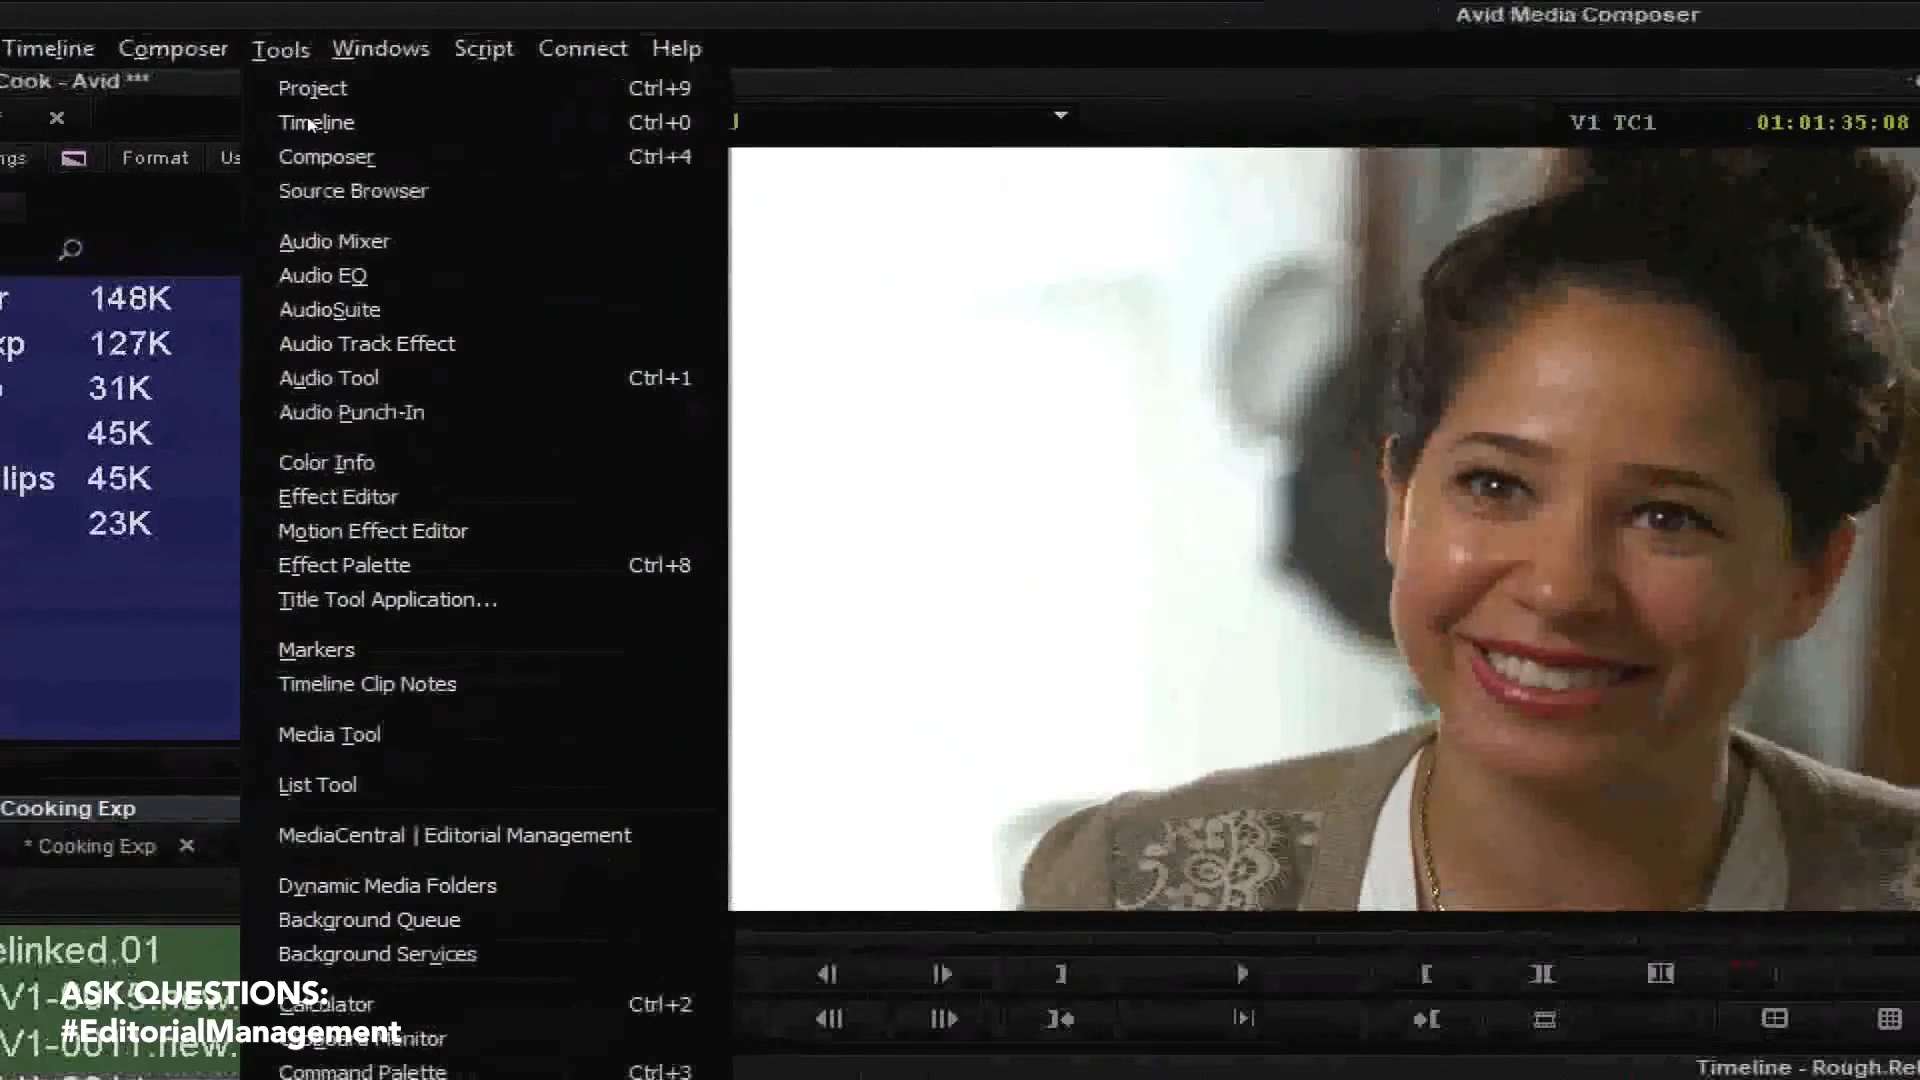 Avid Media Composer
Timeline Composer Tools Windows Script Connect Help
Cook - Avid ***
Project Ctrl+9
Timeline Ctrl+0
V1 TC1 01:01:35:08
Format
Composer Ctrl+4
Source Browser
Audio Mixer
Audio EQ
148K
AudioSuite
127K
Audio Track Effect
31K
Audio Tool Ctrl+1
Audio Punch-In
45K
Color Info
45K
Effect Editor
23K
Motion Effect Editor
Effect Palette Ctrl+8
Title Tool Application...
Markers
Timeline Clip Notes
Media Tool
List Tool
Cooking Exp
MediaCentral | Editorial Management
* Cooking Exp
Dynamic Media Folders
Background Queue
elinked.01
Background Services
ASK QUESTIONS:
Calculator Ctrl+2
#EditorialManagement
Monitor
Command Palette Ctrl+3
Timeline - Rough.Rel